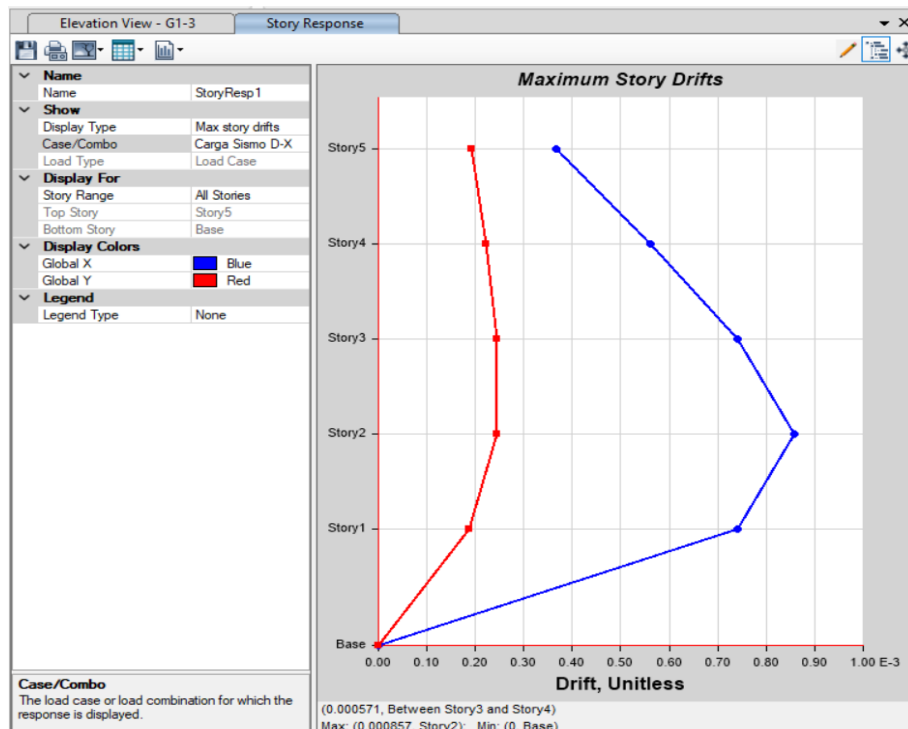 Elevation View - G1-3
Story Response
Name
Name StoryResp1
Show
Display Type Max story drifts
Case/Combo Carga Sismo D-X
Load Type Load Case
Display For
Story Range All Stories
Top Story Story5
Bottom Story Base
Display Colors
Global X Blue
Global Y Red
Legend
Legend Type None
Case/Combo
The load case or load combination for which the
response is displayed.
Maximum Story Drifts
Story5
Story4
Story3
Story2
Story1
Base
0.00 0.10 0.20 0.30 0.40 0.50 0.60 0.70 0.80 0.90 1.00 E-3
Drift, Unitless
(0.000571, Between Story3 and Story4)
Max: (0.000857, Story2); Min: (0, Base)